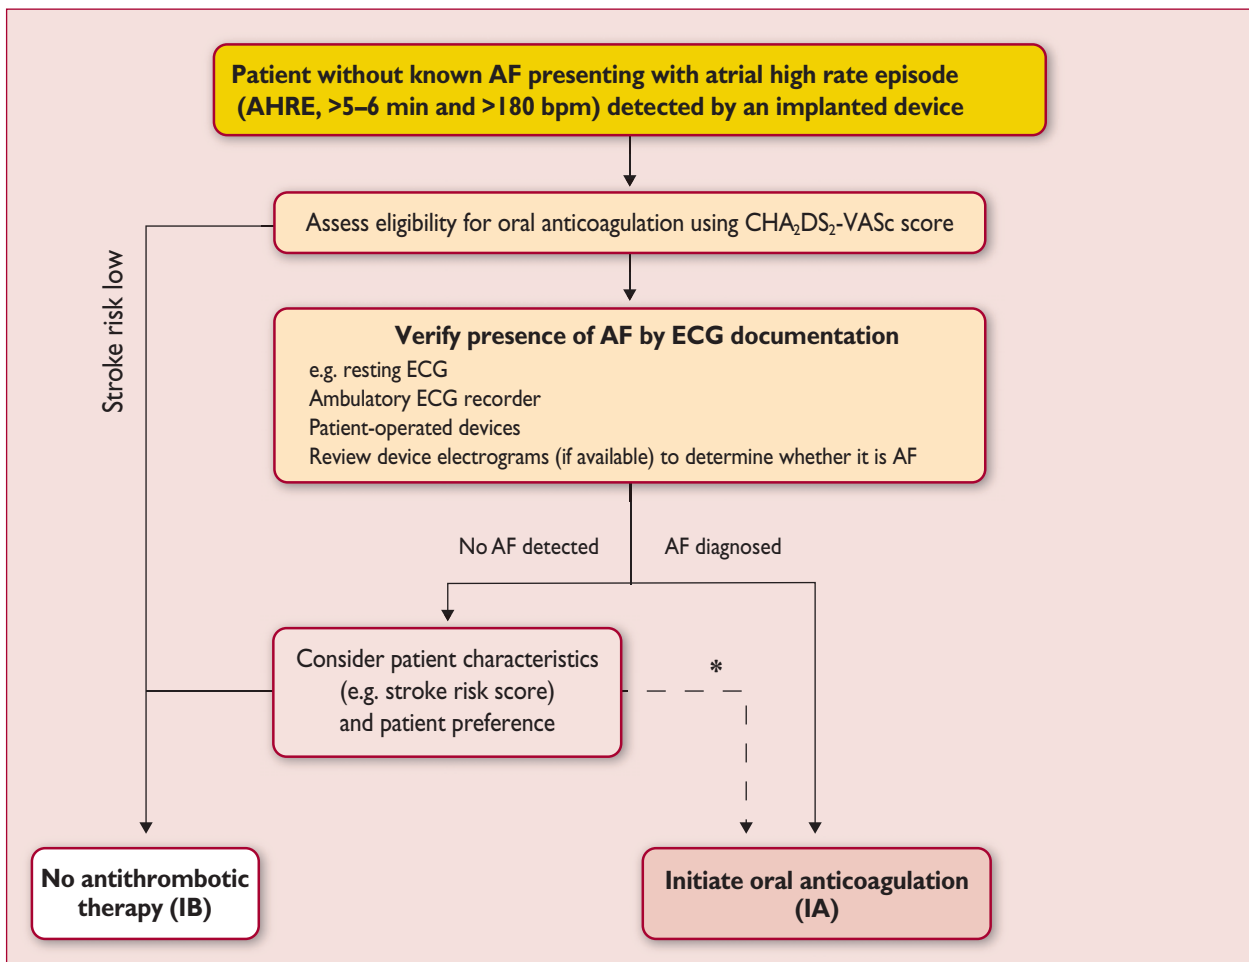 Patient without known AF presenting with atrial high rate episode
(AHRE, >5–6 min and >180 bpm) detected by an implanted device
Assess eligibility for oral anticoagulation using CHA₂DS₂-VASc score
Stroke risk low
Verify presence of AF by ECG documentation
e.g. resting ECG
Ambulatory ECG recorder
Patient-operated devices
Review device electrograms (if available) to determine whether it is AF
No AF detected
AF diagnosed
Consider patient characteristics
(e.g. stroke risk score)
and patient preference
*
No antithrombotic
therapy (IB)
Initiate oral anticoagulation
(IA)